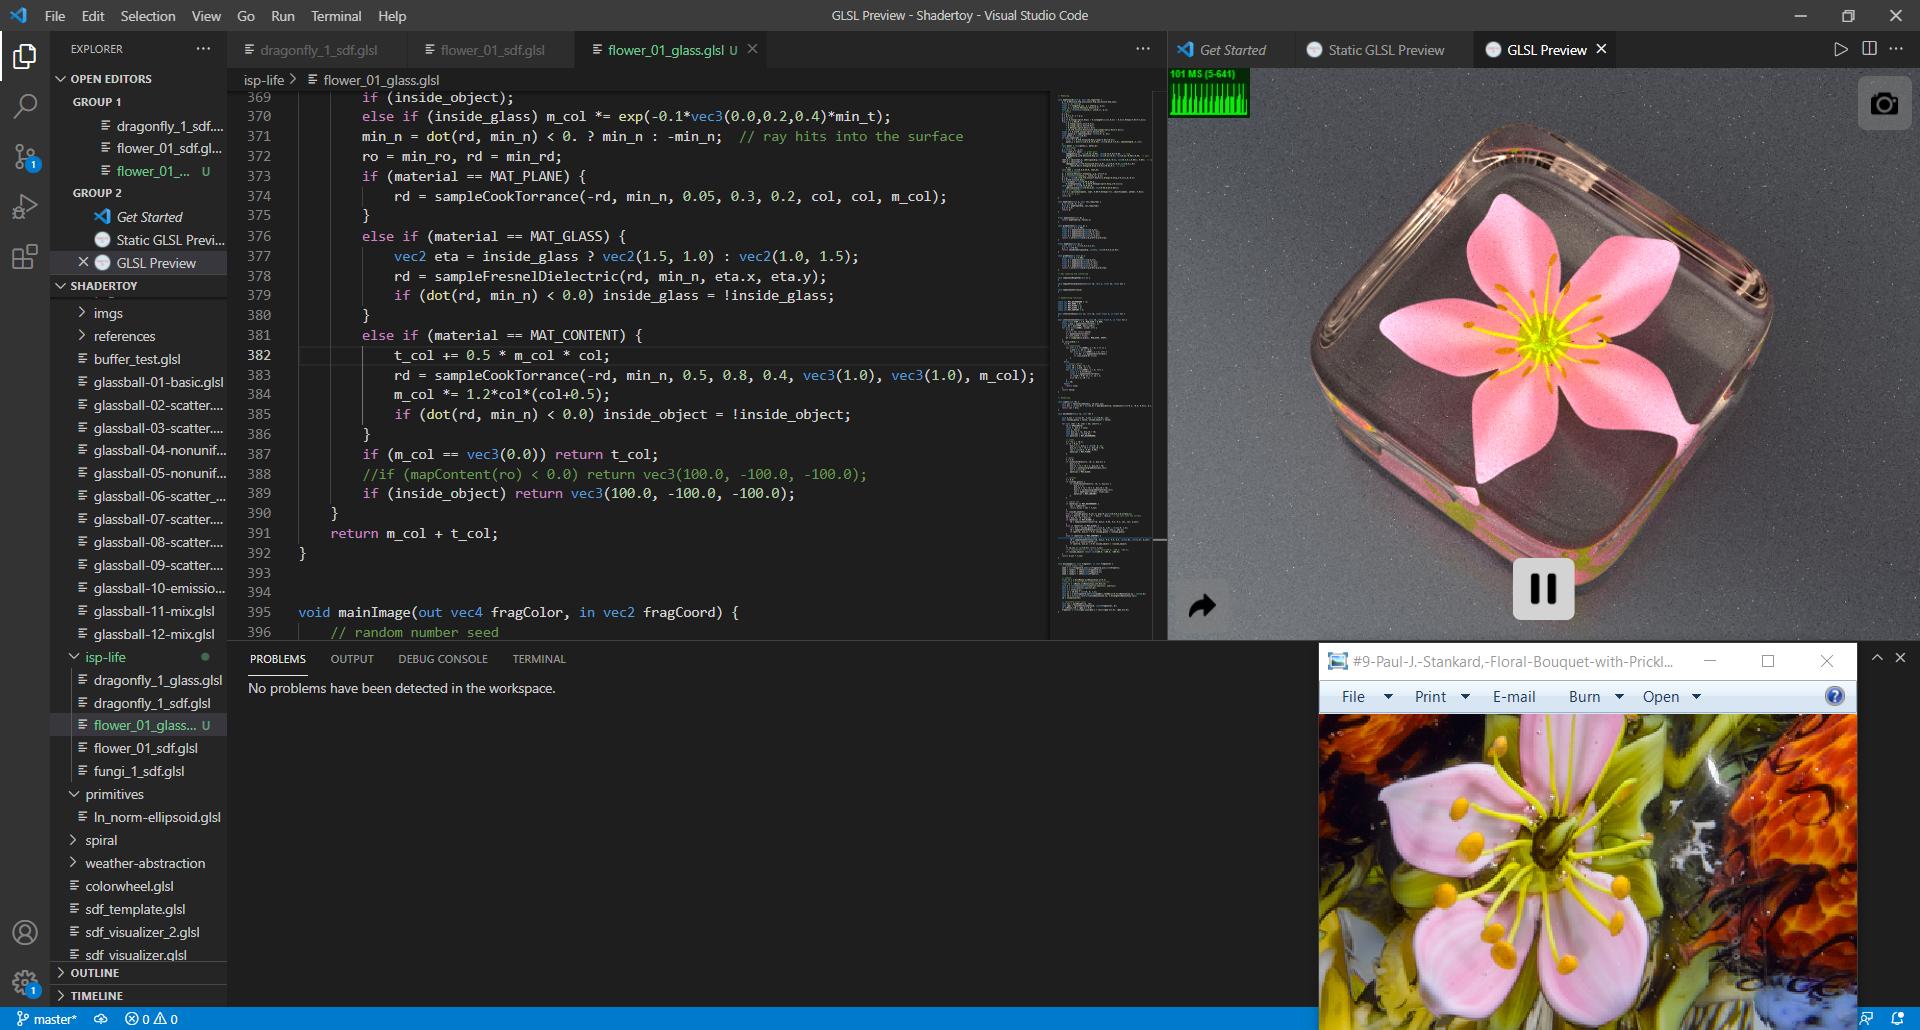 File Edit Selection View Go Run Terminal Help
GLSL Preview - Shadertoy - Visual Studio Code
EXPLORER
OPEN EDITORS
GROUP 1
dragonfly_1_sdf....
flower_01_sdf.gl...
flower_01_... U
GROUP 2
Get Started
Static GLSL Previ...
GLSL Preview
SHADERTOY
imgs
references
buffer_test.glsl
glassball-01-basic.glsl
glassball-02-scatter....
glassball-03-scatter....
glassball-04-nonunif...
glassball-05-nonunif...
glassball-06-scatter_...
glassball-07-scatter....
glassball-08-scatter....
glassball-09-scatter....
glassball-10-emissio...
glassball-11-mix.glsl
glassball-12-mix.glsl
isp-life
dragonfly_1_glass.glsl
dragonfly_1_sdf.glsl
flower_01_glass... U
flower_01_sdf.glsl
fungi_1_sdf.glsl
primitives
ln_norm-ellipsoid.glsl
spiral
weather-abstraction
colorwheel.glsl
sdf_template.glsl
sdf_visualizer_2.glsl
sdf_visualizer.glsl
OUTLINE
TIMELINE
1
1
dragonfly_1_sdf.glsl flower_01_sdf.glsl flower_01_glass.glsl U
isp-life > flower_01_glass.glsl
369 if (inside_object);
370 else if (inside_glass) m_col *= exp(-0.1*vec3(0.0,0.2,0.4)*min_t);
371 min_n = dot(rd, min_n) < 0. ? min_n : -min_n;  // ray hits into the surface
372 ro = min_ro, rd = min_rd;
373 if (material == MAT_PLANE) {
374 rd = sampleCookTorrance(-rd, min_n, 0.05, 0.3, 0.2, col, col, m_col);
375 }
376 else if (material == MAT_GLASS) {
377 vec2 eta = inside_glass ? vec2(1.5, 1.0) : vec2(1.0, 1.5);
378 rd = sampleFresnelDielectric(rd, min_n, eta.x, eta.y);
379 if (dot(rd, min_n) < 0.0) inside_glass = !inside_glass;
380 }
381 else if (material == MAT_CONTENT) {
382 t_col += 0.5 * m_col * col;
383 rd = sampleCookTorrance(-rd, min_n, 0.5, 0.8, 0.4, vec3(1.0), vec3(1.0), m_col);
384 m_col *= 1.2*col*(col+0.5);
385 if (dot(rd, min_n) < 0.0) inside_object = !inside_object;
386 }
387 if (m_col == vec3(0.0)) return t_col;
388 //if (mapContent(ro) < 0.0) return vec3(100.0, -100.0, -100.0);
389 if (inside_object) return vec3(100.0, -100.0, -100.0);
390 }
391 return m_col + t_col;
392 }
393
394
395 void mainImage(out vec4 fragColor, in vec2 fragCoord) {
396 // random number seed
Get Started Static GLSL Preview GLSL Preview
101 MS (5-641)
PROBLEMS OUTPUT DEBUG CONSOLE TERMINAL
No problems have been detected in the workspace.
#9-Paul-J.-Stankard,-Floral-Bouquet-with-Prickl...
File Print E-mail Burn Open
master* 0 0